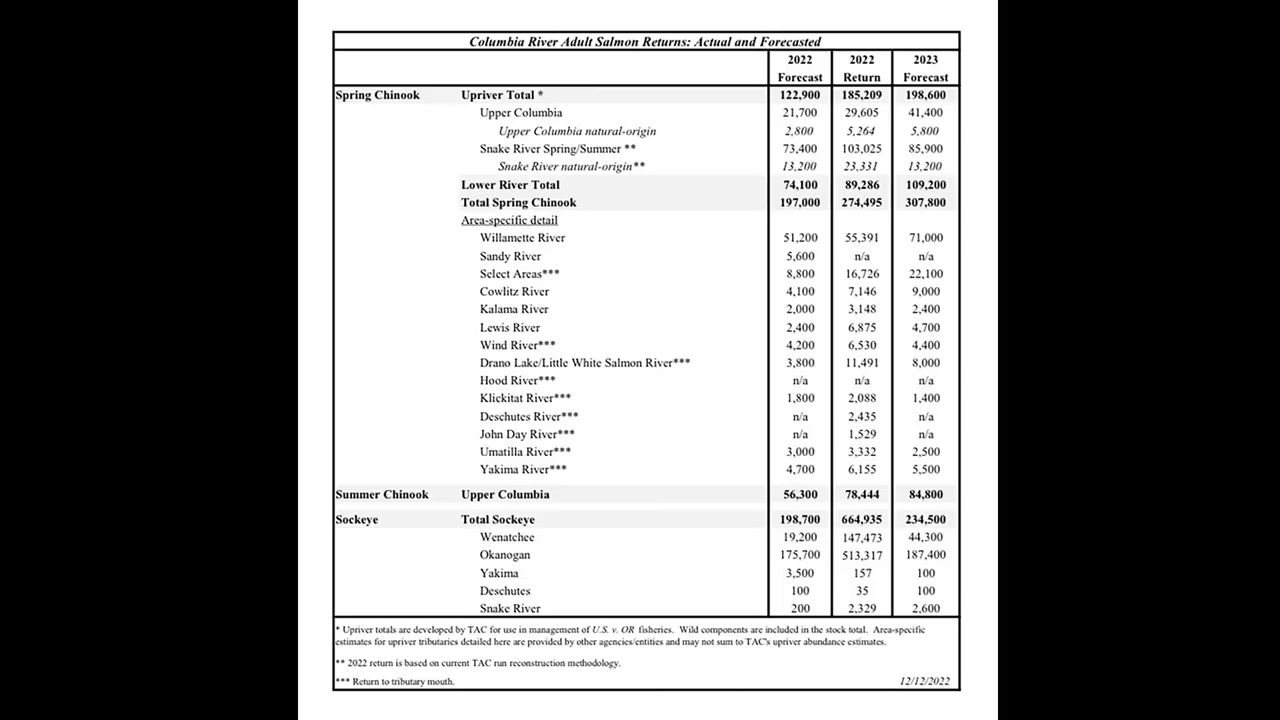 Columbia River Adult Salmon Returns: Actual and Forecasted
2022 2022 2023
Forecast Return Forecast
Spring Chinook Upriver Total * 122,900 185,209 198,600
Upper Columbia 21,700 29,605 41,400
Upper Columbia natural-origin 2,800 5,264 5,800
Snake River Spring/Summer ** 73,400 103,025 85,900
Snake River natural-origin** 13,200 23,331 13,200
Lower River Total 74,100 89,286 109,200
Total Spring Chinook 197,000 274,495 307,800
Area-specific detail
Willamette River 51,200 55,391 71,000
Sandy River 5,600 n/a n/a
Select Areas*** 8,800 16,726 22,100
Cowlitz River 4,100 7,146 9,000
Kalama River 2,000 3,148 2,400
Lewis River 2,400 6,875 4,700
Wind River*** 4,200 6,530 4,400
Drano Lake/Little White Salmon River*** 3,800 11,491 8,000
Hood River*** n/a n/a n/a
Klickitat River*** 1,800 2,088 1,400
Deschutes River*** n/a 2,435 n/a
John Day River*** n/a 1,529 n/a
Umatilla River*** 3,000 3,332 2,500
Yakima River*** 4,700 6,155 5,500
Summer Chinook Upper Columbia 56,300 78,444 84,800
Sockeye Total Sockeye 198,700 664,935 234,500
Wenatchee 19,200 147,473 44,300
Okanogan 175,700 513,317 187,400
Yakima 3,500 157 100
Deschutes 100 35 100
Snake River 200 2,329 2,600
* Upriver totals are developed by TAC for use in management of U.S. v. OR fisheries. Wild components are included in the stock total. Area-specific
estimates for upriver tributaries detailed here are provided by other agencies/entities and may not sum to TAC's upriver abundance estimates.
** 2022 return is based on current TAC run reconstruction methodology.
*** Return to tributary mouth. 12/12/2022